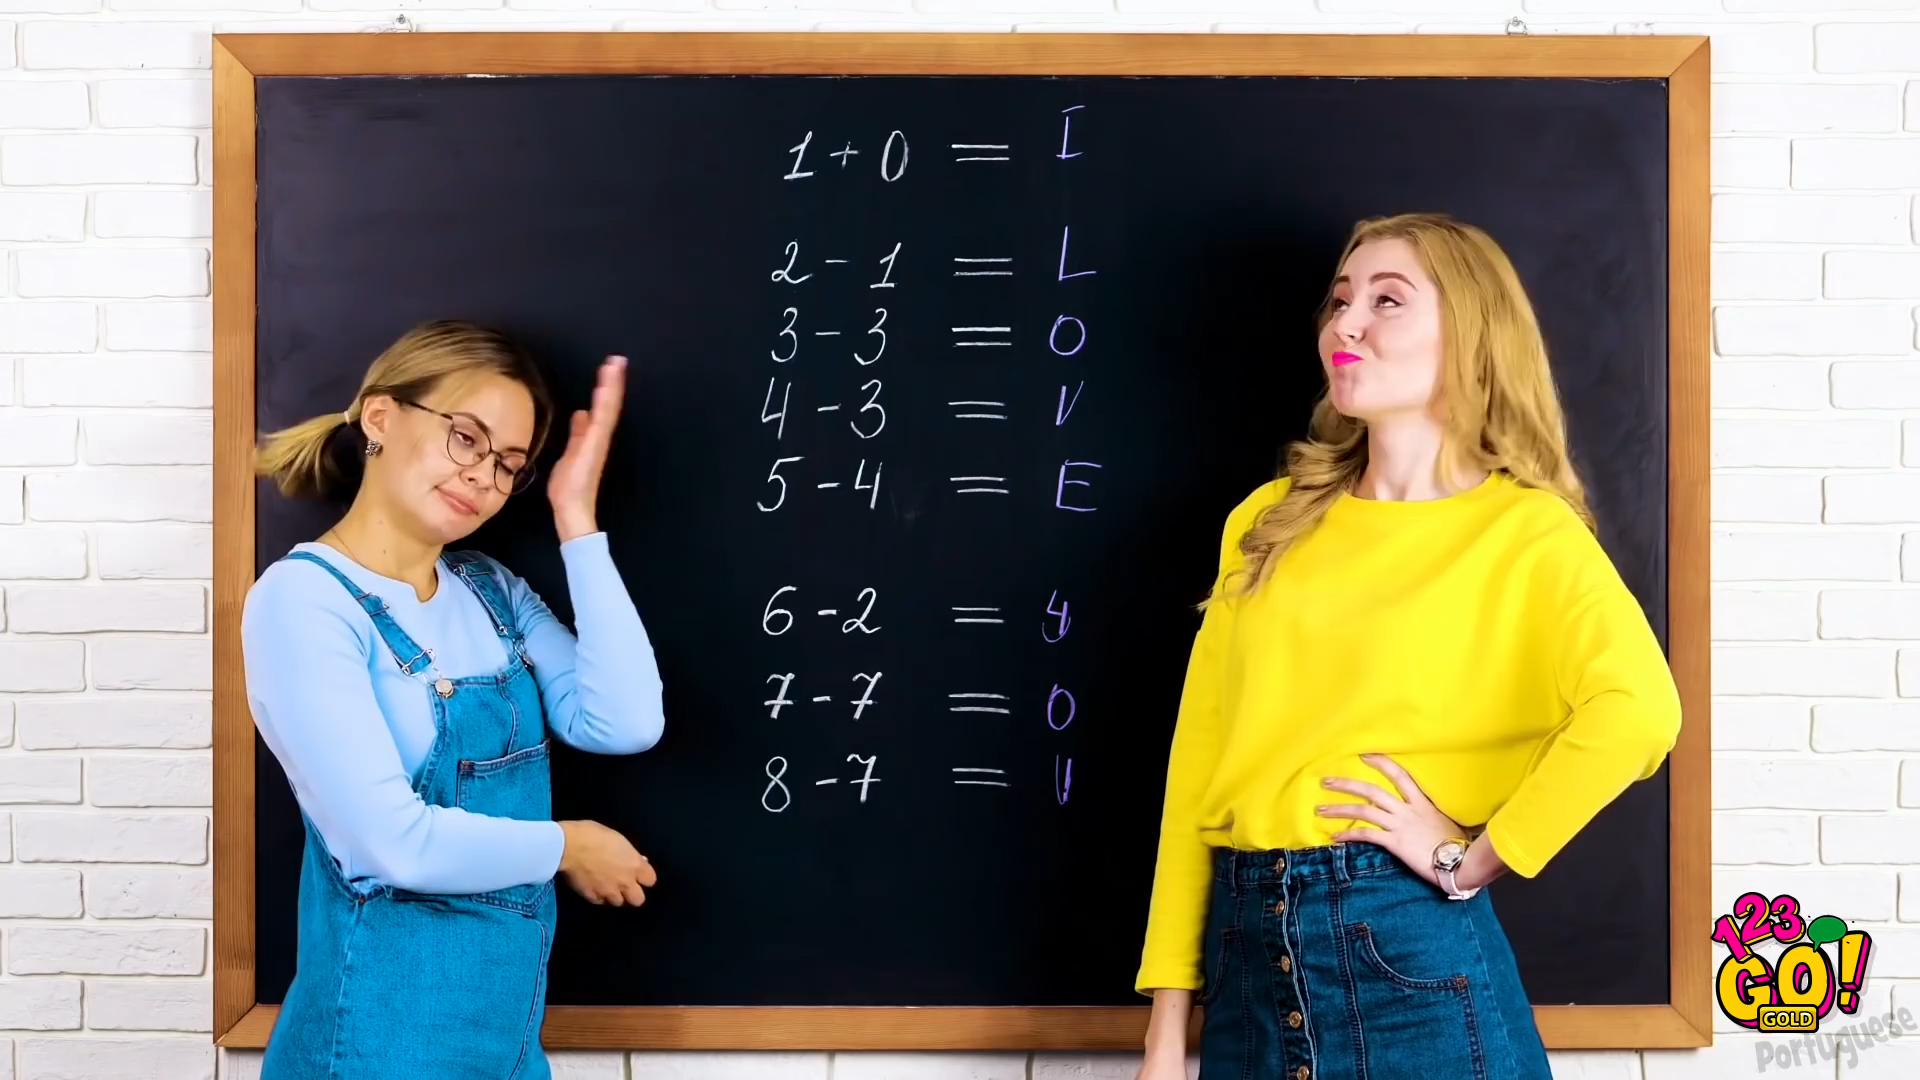 1 + 0 = I
2 - 1 = L
3 - 3 = O
4 - 3 = V
5 - 4 = E
6 - 2 = y
7 - 7 = O
8 - 7 = U
123
GO!
GOLD
Portuguese